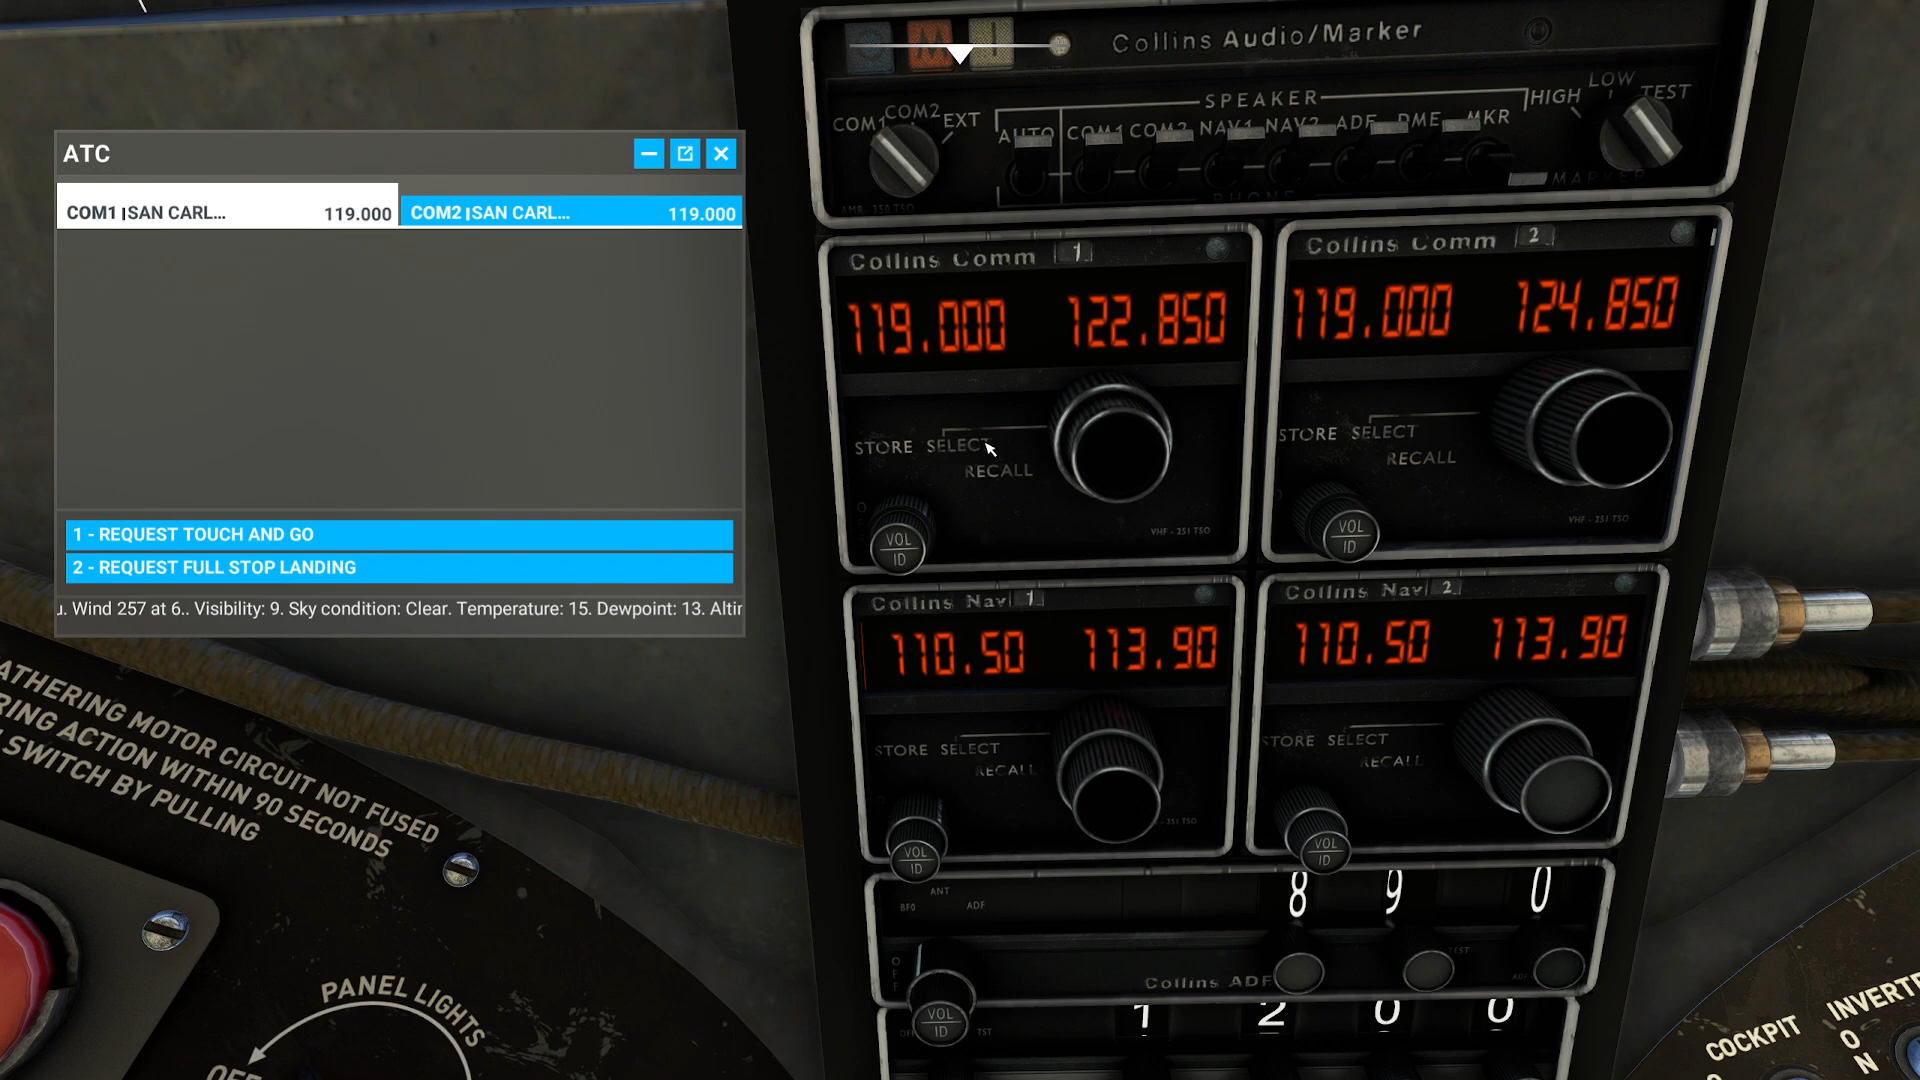 ATC
COM1 SAN CARL... 119.000
COM2 SAN CARL... 119.000
1 - REQUEST TOUCH AND GO
2 - REQUEST FULL STOP LANDING
. Wind 257 at 6.. Visibility: 9. Sky condition: Clear. Temperature: 15. Dewpoint: 13.
Collins Audio/Marker
COM1 COM2 EXT
SPEAKER
AUTO COM1 COM2 NAV1 NAV2 ADF DME MKR
HIGH LOW TEST
PHONE
MARKER
Collins Comm 1
119.000 122.850
STORE SELECT
RECALL
VOL
ID
VHF - 251 TSO
Collins Comm 2
119.000 124.850
STORE SELECT
RECALL
VOL
ID
VHF - 251 TSO
Collins Nav 1
110.50 113.90
STORE SELECT
RECALL
VOL
ID
Collins Nav 2
110.50 113.90
STORE SELECT
RECALL
VOL
ID
ANT
BFO ADF
8 9 0
TEST
Collins ADF
VOL
ID
TST
1 2 0 0
MOTOR CIRCUIT NOT FUSED
ACTION WITHIN 90 SECONDS
SWITCH BY PULLING
PANEL LIGHTS
COCKPIT
ON